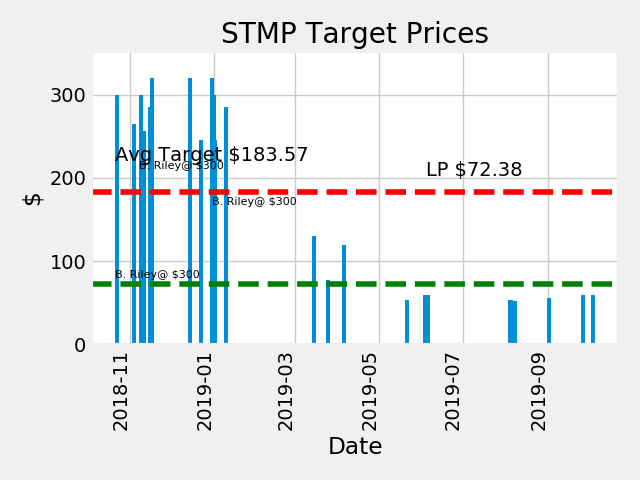 STMP Target Prices
300
Avg Target $183.57
B. Riley@ $300
LP $72.38
200
B. Riley@ $300
$
100
B. Riley@ $300
0
2018-11
2019-01
2019-03
2019-05
2019-07
2019-09
Date